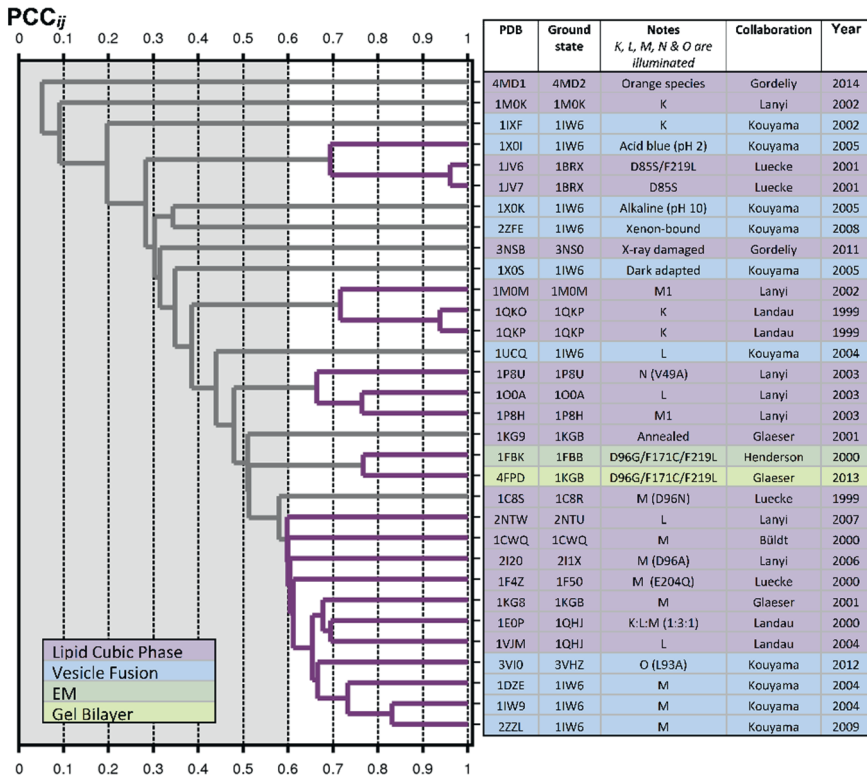 PCCij
0 0.1 0.2 0.3 0.4 0.5 0.6 0.7 0.8 0.9 1
PDB Ground state Notes K, L, M, N & O are illuminated Collaboration Year
4MD1 4MD2 Orange species Gordeliy 2014
1M0K 1M0K K Lanyi 2002
1IXF 1IW6 K Kouyama 2002
1X0I 1IW6 Acid blue (pH 2) Kouyama 2005
1JV6 1BRX D85S/F219L Luecke 2001
1JV7 1BRX D85S Luecke 2001
1X0K 1IW6 Alkaline (pH 10) Kouyama 2005
2ZFE 1IW6 Xenon-bound Kouyama 2008
3NSB 3NS0 X-ray damaged Gordeliy 2011
1X0S 1IW6 Dark adapted Kouyama 2005
1M0M 1M0M M1 Lanyi 2002
1QKO 1QKP K Landau 1999
1QKP 1QKP K Landau 1999
1UCQ 1IW6 L Kouyama 2004
1P8U 1P8U N (V49A) Lanyi 2003
1O0A 1O0A L Lanyi 2003
1P8H 1P8H M1 Lanyi 2003
1KG9 1KGB Annealed Glaeser 2001
1FBK 1FBB D96G/F171C/F219L Henderson 2000
4FPD 1KGB D96G/F171C/F219L Glaeser 2013
1C8S 1C8R M (D96N) Luecke 1999
2NTW 2NTU L Lanyi 2007
1CWQ 1CWQ M Büldt 2000
2I20 2I1X M (D96A) Lanyi 2006
1F4Z 1F50 M (E204Q) Luecke 2000
1KG8 1KGB M Glaeser 2001
1E0P 1QHJ K:L:M (1:3:1) Landau 2000
1VJM 1QHJ L Landau 2004
3VI0 3VHZ O (L93A) Kouyama 2012
1DZE 1IW6 M Kouyama 2004
1IW9 1IW6 M Kouyama 2004
2ZZL 1IW6 M Kouyama 2009
Lipid Cubic Phase
Vesicle Fusion
EM
Gel Bilayer
0 0.1 0.2 0.3 0.4 0.5 0.6 0.7 0.8 0.9 1